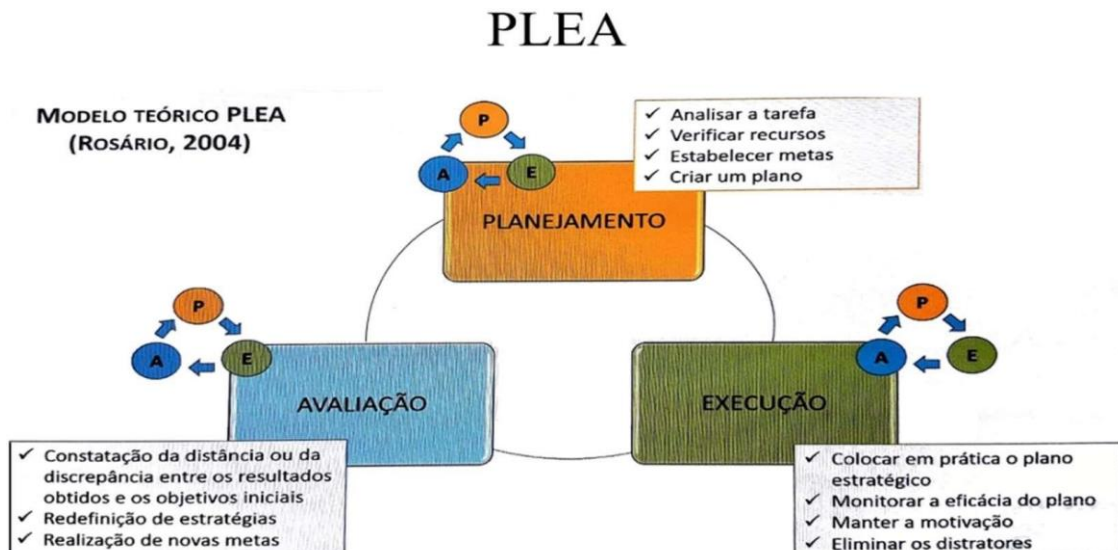 PLEA
MODELO TEÓRICO PLEA
(ROSÁRIO, 2004)
P
A
E
✓ Analisar a tarefa
✓ Verificar recursos
✓ Estabelecer metas
✓ Criar um plano
PLANEJAMENTO
P
A
E
AVALIAÇÃO
✓ Constatação da distância ou da
discrepância entre os resultados
obtidos e os objetivos iniciais
✓ Redefinição de estratégias
✓ Realização de novas metas
P
A
E
EXECUÇÃO
✓ Colocar em prática o plano
estratégico
✓ Monitorar a eficácia do plano
✓ Manter a motivação
✓ Eliminar os distratores